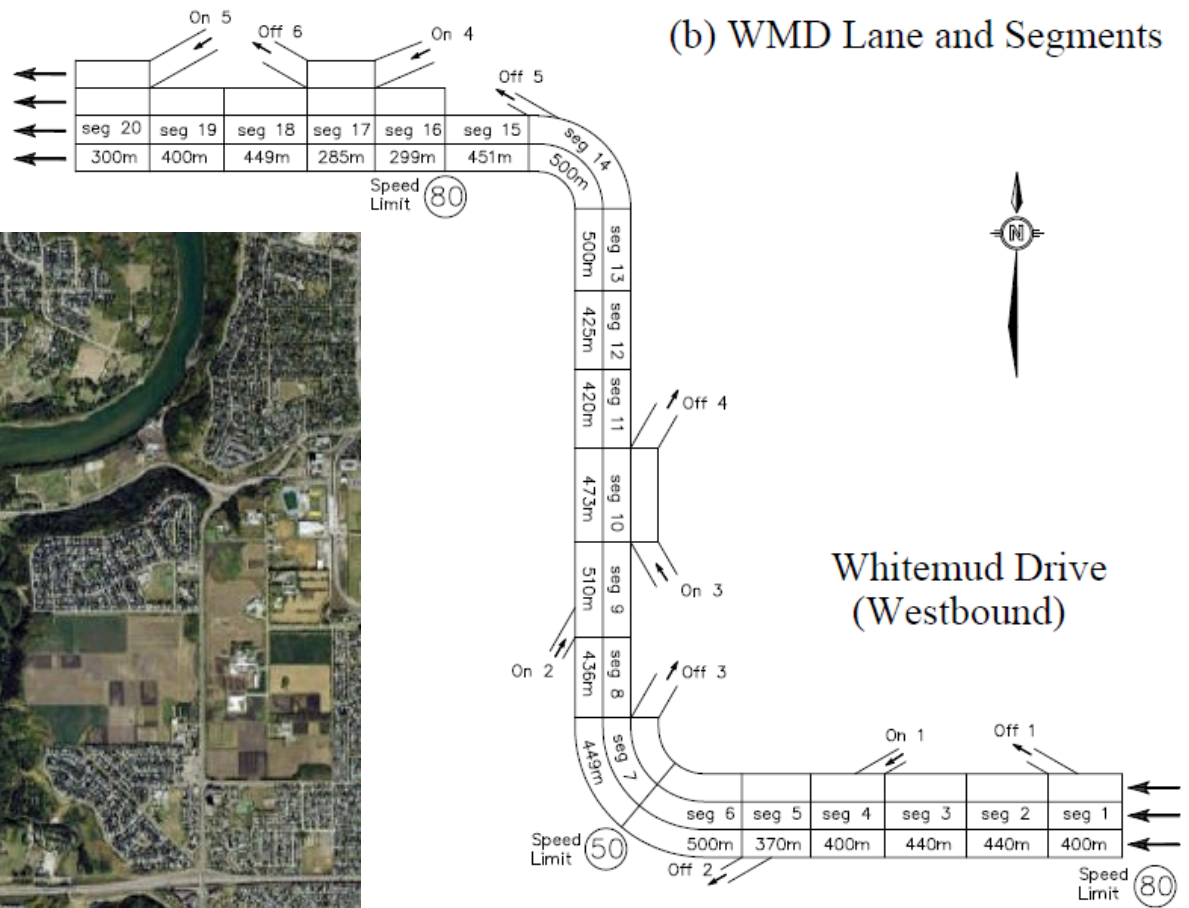 (b) WMD Lane and Segments
On 5
Off 6
On 4
Off 5
seg 20 seg 19 seg 18 seg 17 seg 16 seg 15 seg 14
300m 400m 449m 285m 299m 451m 500m
Speed
Limit 80
N
500m seg 13
425m seg 12
420m seg 11
Off 4
473m seg 10
On 3
510m seg 9
Whitemud Drive
(Westbound)
On 2
436m seg 8
Off 3
449m seg 7
On 1
Off 1
seg 6 seg 5 seg 4 seg 3 seg 2 seg 1
500m 370m 400m 440m 440m 400m
Speed
Limit 50
Off 2
Speed
Limit 80